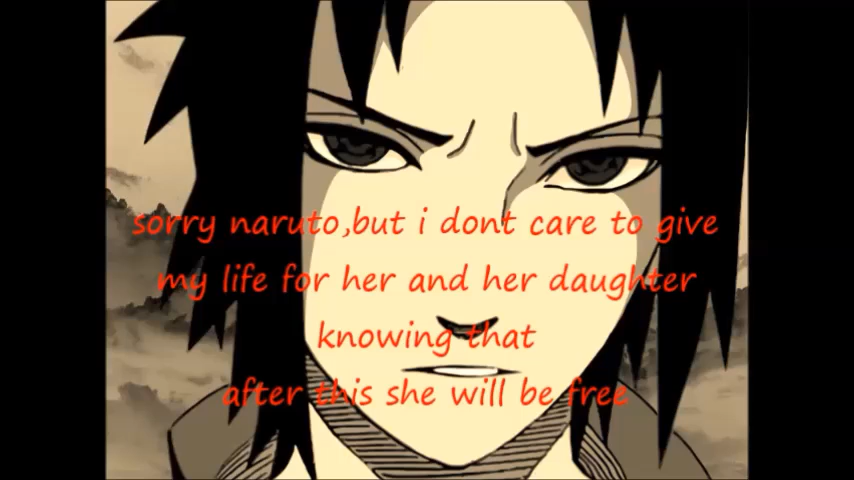 sorry naruto,but i dont care to give
my life for her and her daughter
knowing that
after this she will be free